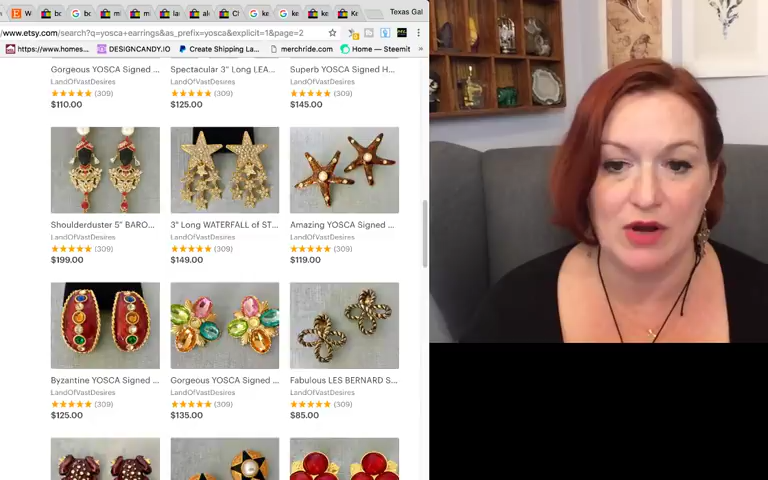 Texas Gal
www.etsy.com/search?q=yosca+earrings&as_prefix=yosca&explicit=1&page=2
https://www.homes...
DESIGNCANDY.IO
Create Shipping La...
merchride.com
Home — Steemit
Gorgeous YOSCA Signed ...
Spectacular 3" Long LEA...
Superb YOSCA Signed H...
LandOfVastDesires
LandOfVastDesires
LandOfVastDesires
(309)
(309)
(309)
$110.00
$125.00
$145.00
Shoulderduster 5" BARO...
3" Long WATERFALL of ST...
Amazing YOSCA Signed ...
LandOfVastDesires
LandOfVastDesires
LandOfVastDesires
(309)
(309)
(309)
$199.00
$149.00
$119.00
Byzantine YOSCA Signed ...
Gorgeous YOSCA Signed ...
Fabulous LES BERNARD S...
LandOfVastDesires
LandOfVastDesires
LandOfVastDesires
(309)
(309)
(309)
$125.00
$135.00
$85.00